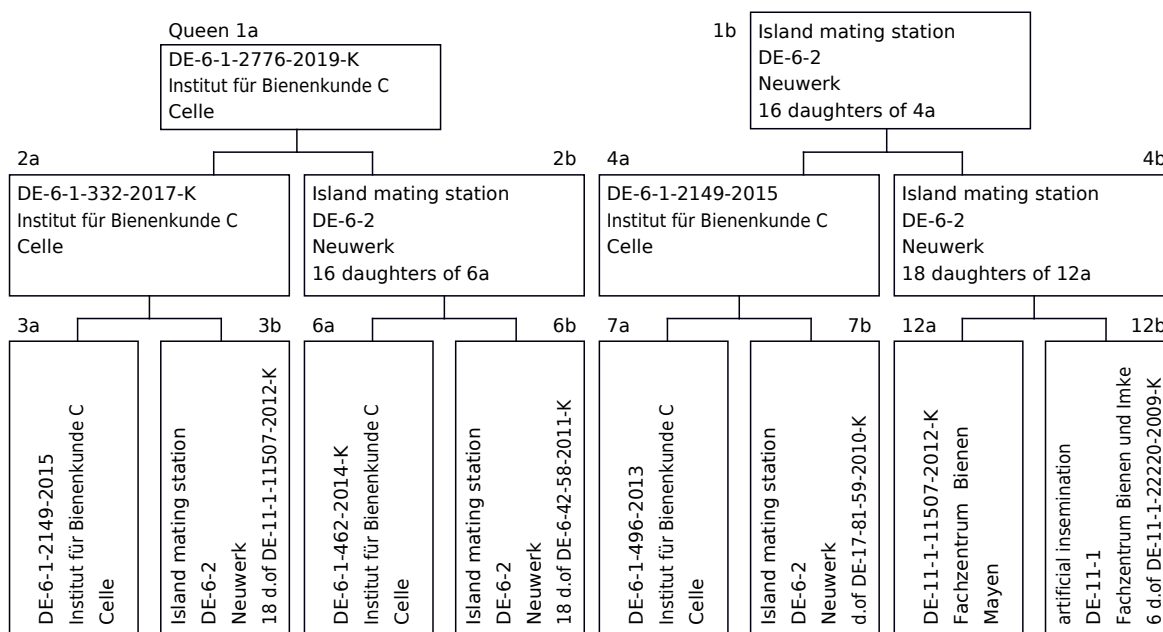 Queen 1a
DE-6-1-2776-2019-K
Institut für Bienenkunde C
Celle
1b
Island mating station
DE-6-2
Neuwerk
16 daughters of 4a
2a
DE-6-1-332-2017-K
Institut für Bienenkunde C
Celle
2b
Island mating station
DE-6-2
Neuwerk
16 daughters of 6a
4a
DE-6-1-2149-2015
Institut für Bienenkunde C
Celle
4b
Island mating station
DE-6-2
Neuwerk
18 daughters of 12a
3a
DE-6-1-2149-2015
Institut für Bienenkunde C
Celle
3b
Island mating station
DE-6-2
Neuwerk
18 d.of DE-11-1-11507-2012-K
6a
DE-6-1-462-2014-K
Institut für Bienenkunde C
Celle
6b
Island mating station
DE-6-2
Neuwerk
18 d.of DE-6-42-58-2011-K
7a
DE-6-1-496-2013
Institut für Bienenkunde C
Celle
7b
Island mating station
DE-6-2
Neuwerk
d.of DE-17-81-59-2010-K
12a
DE-11-1-11507-2012-K
Fachzentrum Bienen
Mayen
12b
artificial insemination
DE-11-1
Fachzentrum Bienen und Imke
6 d.of DE-11-1-22220-2009-K